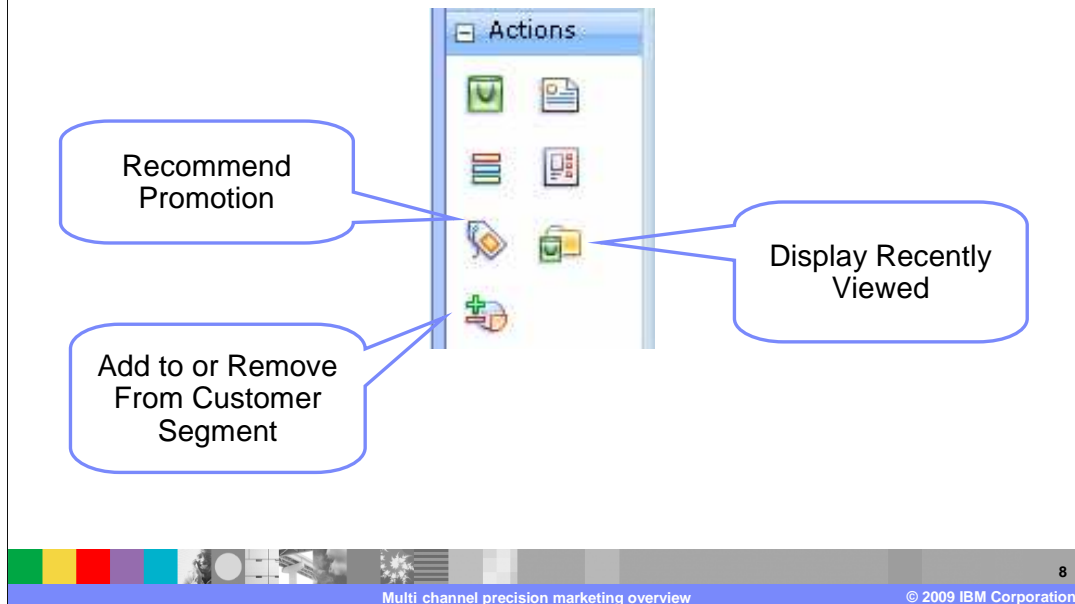 Actions
Recommend
Promotion
Display Recently
Viewed
Add to or Remove
From Customer
Segment
8
Multi channel precision marketing overview
© 2009 IBM Corporation